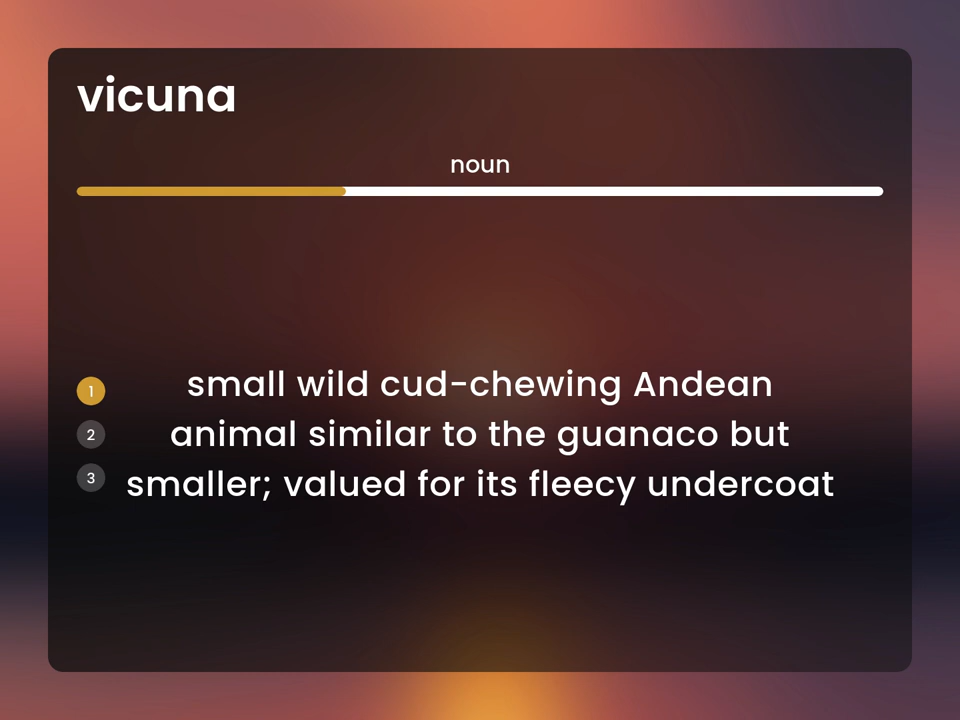 vicuna
noun
1
2
3
small wild cud-chewing Andean
animal similar to the guanaco but
smaller; valued for its fleecy undercoat